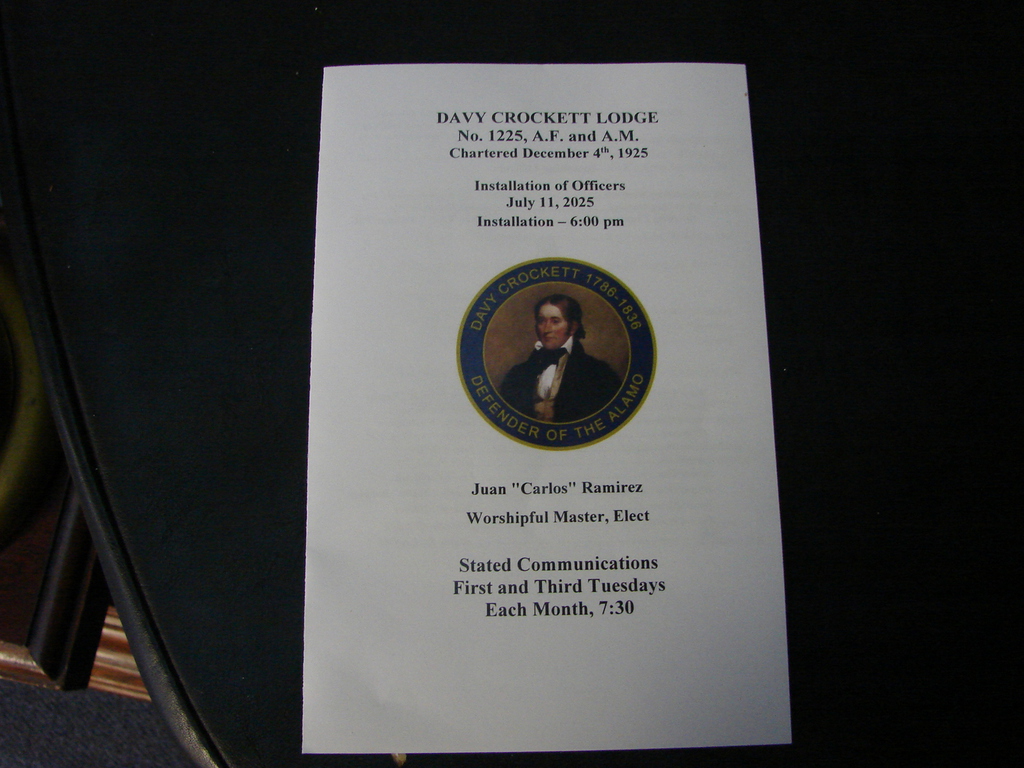 DAVY CROCKETT LODGE
No. 1225, A.F. and A.M.
Chartered December 4th, 1925
Installation of Officers
July 11, 2025
Installation – 6:00 pm
DAVY CROCKETT 1786-1836
DEFENDER OF THE ALAMO
Juan "Carlos" Ramirez
Worshipful Master, Elect
Stated Communications
First and Third Tuesdays
Each Month, 7:30